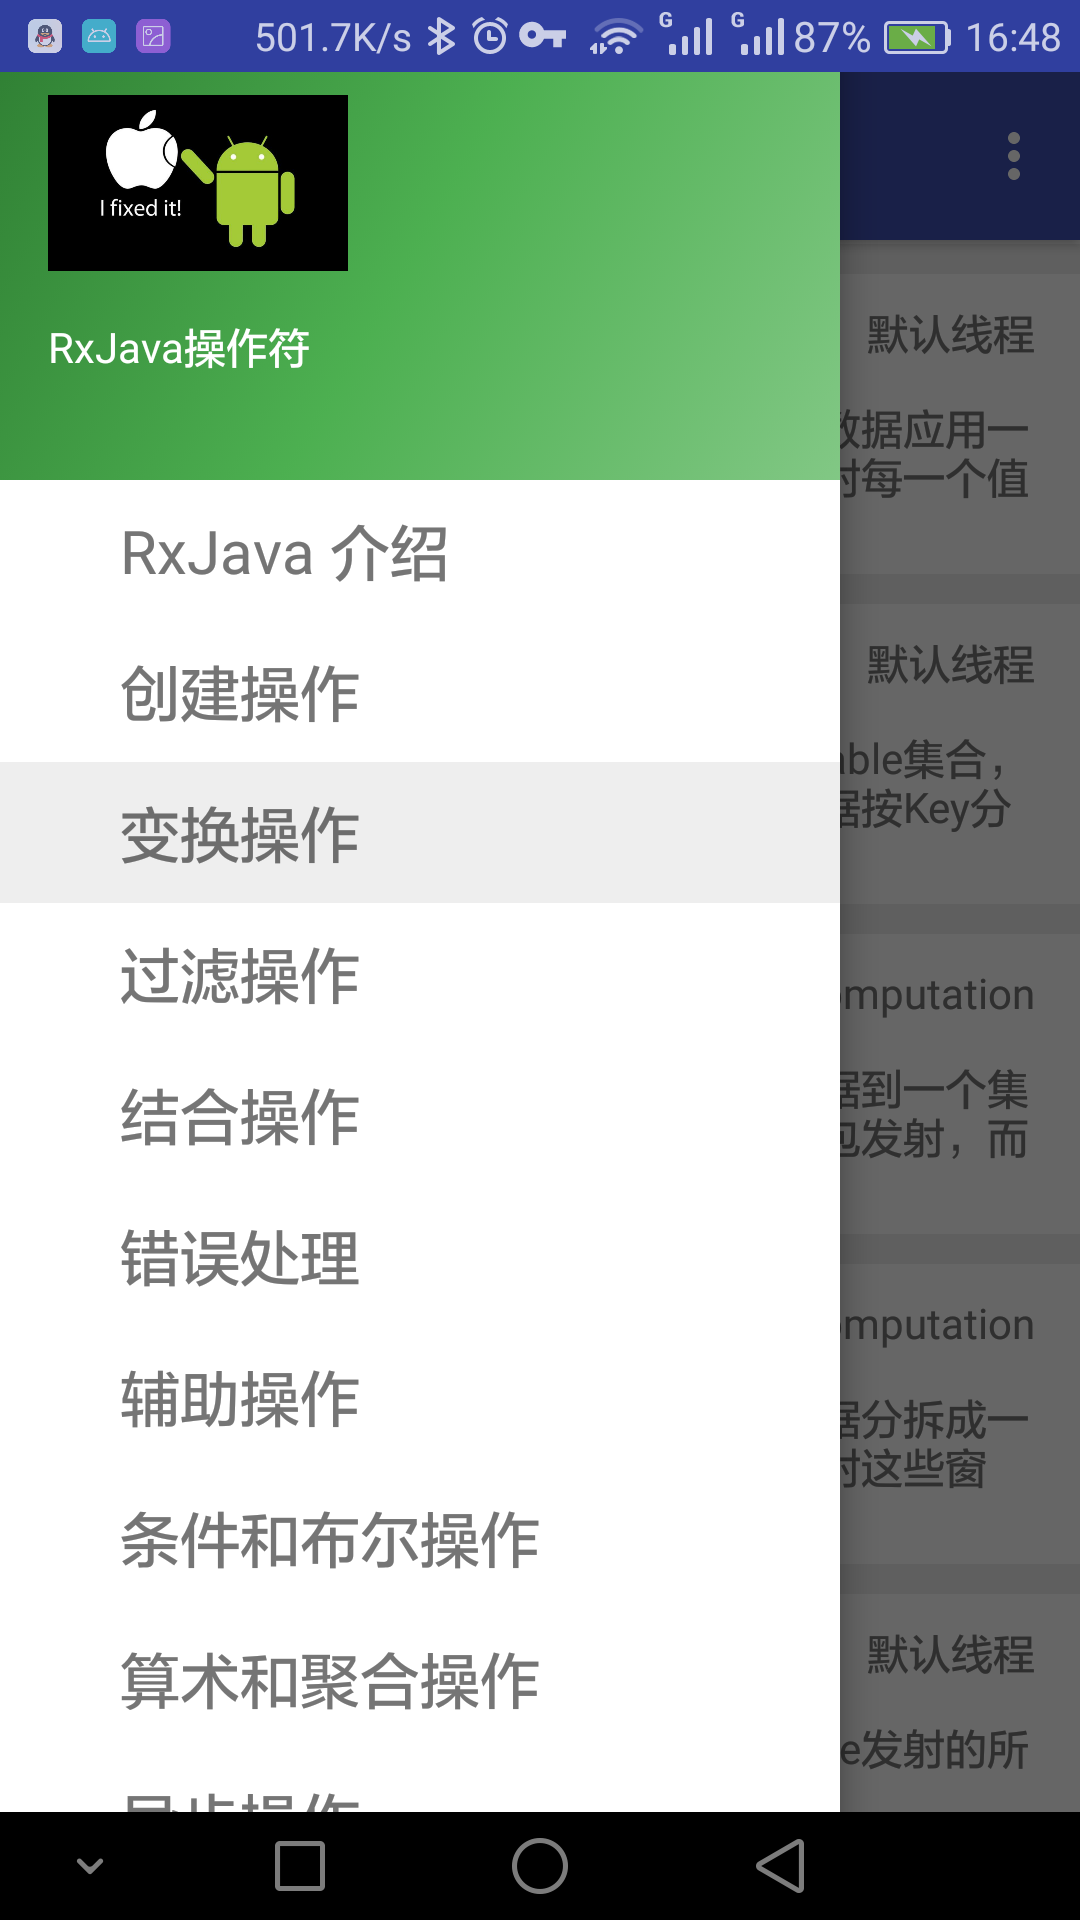 501.7K/s G G 87% 16:48
I fixed it!
RxJava操作符
RxJava 介绍
创建操作
变换操作
过滤操作
结合操作
错误处理
辅助操作
条件和布尔操作
算术和聚合操作
默认线程
数据应用一
对每一个值
默认线程
able集合，
据按Key分
mputation
据到一个集
包发射，而
mputation
据分拆成一
对这些窗
默认线程
e发射的所